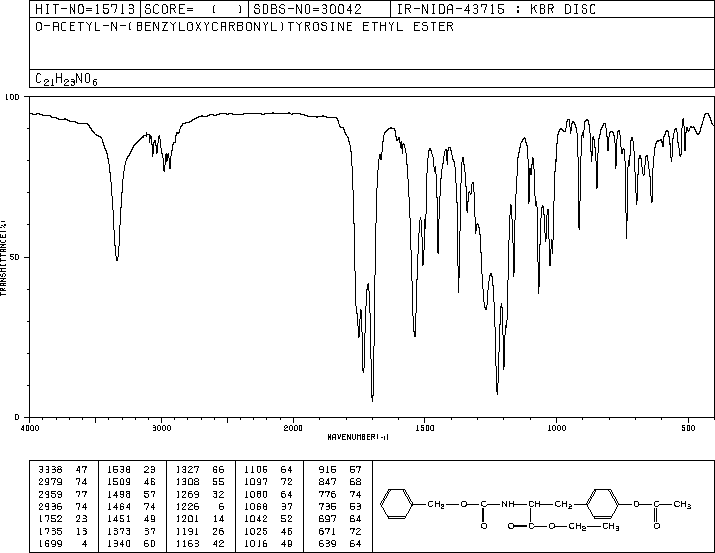 HIT-NO=15713 SCORE= ( ) SDBS-NO=30042 IR-NIDA-43715 : KBR DISC
O-ACETYL-N-(BENZYLOXYCARBONYL)TYROSINE ETHYL ESTER
C21H23NO6
100
50
0
TRANSMITTANCE(%)
4000 3000 2000 1500 1000 500
WAVENUMBER(-1)
3338 47 1538 23 1327 66 1106 64 916 57
2979 74 1509 46 1308 55 1097 72 847 68
2959 77 1498 57 1269 32 1080 64 776 74
2936 74 1464 74 1226 6 1068 37 735 53
1752 23 1451 49 1201 14 1042 52 697 64
1735 13 1373 37 1191 26 1025 46 671 72
1699 4 1340 60 1163 42 1016 49 639 64
CH2 O C NH CH CH2 O C CH3
O C O CH2 CH3 O
O